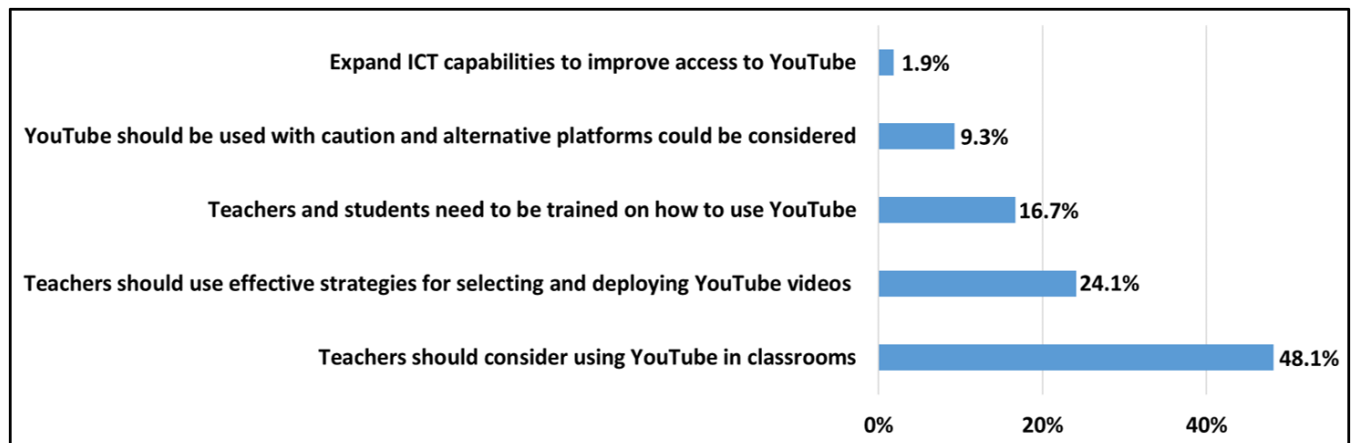 Expand ICT capabilities to improve access to YouTube 1.9%
YouTube should be used with caution and alternative platforms could be considered 9.3%
Teachers and students need to be trained on how to use YouTube 16.7%
Teachers should use effective strategies for selecting and deploying YouTube videos 24.1%
Teachers should consider using YouTube in classrooms 48.1%
0% 20% 40%